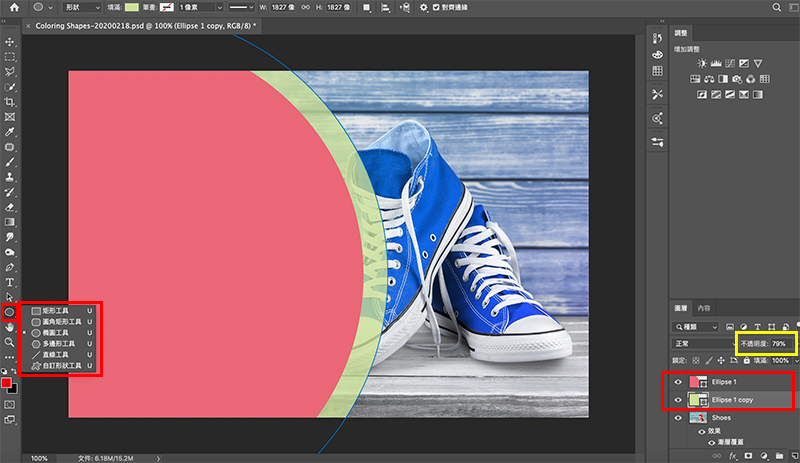 形狀
填滿:
筆畫:
1 像素
W: 1827 像
H: 1827 像
對齊邊緣
× Coloring Shapes-20200218.psd @ 100% (Ellipse 1 copy, RGB/8) *
調整
增加調整
矩形工具 U
圓角矩形工具 U
橢圓工具 U
多邊形工具 U
直線工具 U
自訂形狀工具 U
圖層 內容
種類
正常 不透明度: 79%
鎖定: 填滿: 100%
Ellipse 1
Ellipse 1 copy
Shoes
效果
漸層覆蓋
fx
100% 文件: 6.18M/15.2M